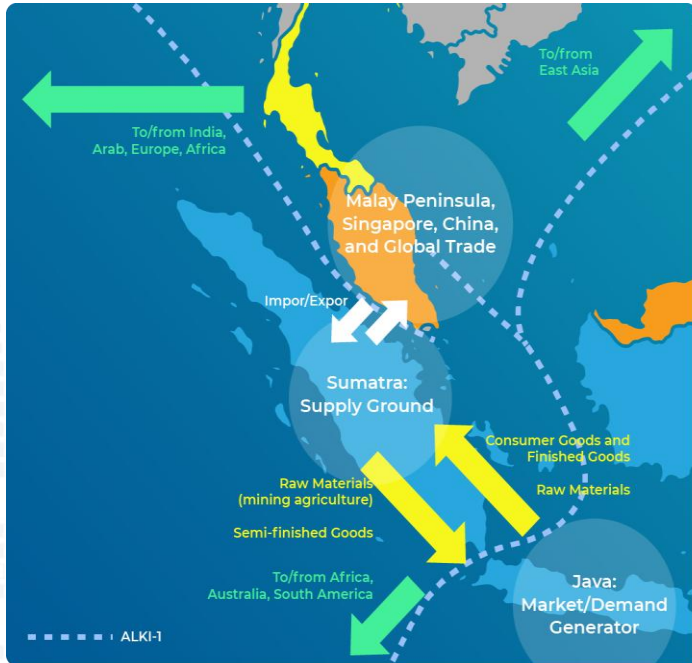 To/from
East Asia
To/from India,
Arab, Europe, Africa
Malay Peninsula,
Singapore, China,
and Global Trade
Impor/Expor
Sumatra:
Supply Ground
Consumer Goods and
Finished Goods
Raw Materials
Raw Materials
(mining agriculture)
Semi-finished Goods
To/from Africa,
Australia, South America
Java:
Market/Demand
Generator
ALKI-1